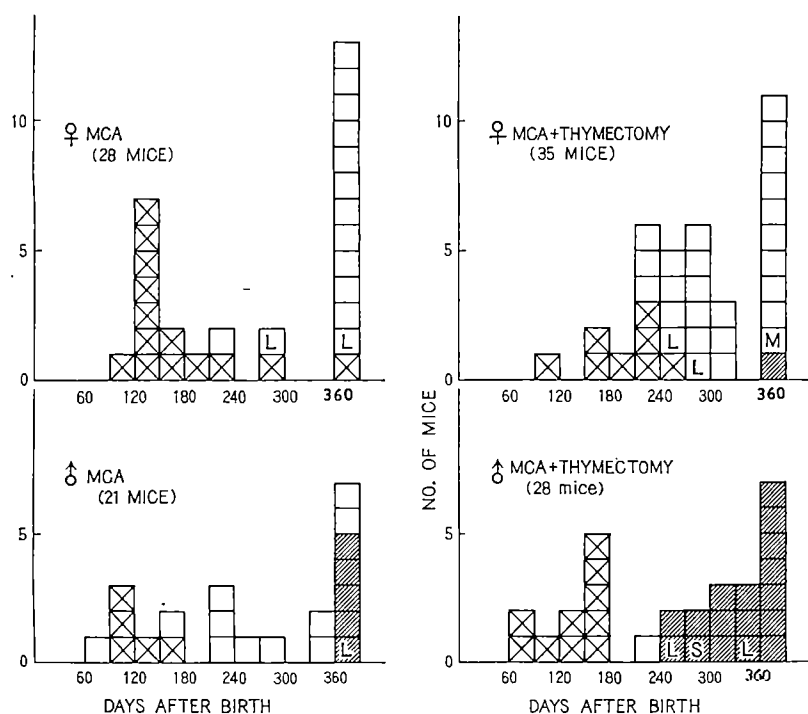 10
5
0
♀ MCA
(28 MICE)
L
L
60 120 180 240 300 360
5
0
♂ MCA
(21 MICE)
L
60 120 180 240 300 360
DAYS AFTER BIRTH
NO. OF MICE
10
5
0
♀ MCA+THYMECTOMY
(35 MICE)
L
L
M
60 120 180 240 300 360
5
0
♂ MCA+THYMECTOMY
(28 mice)
L S L
60 120 180 240 300 360
DAYS AFTER BIRTH